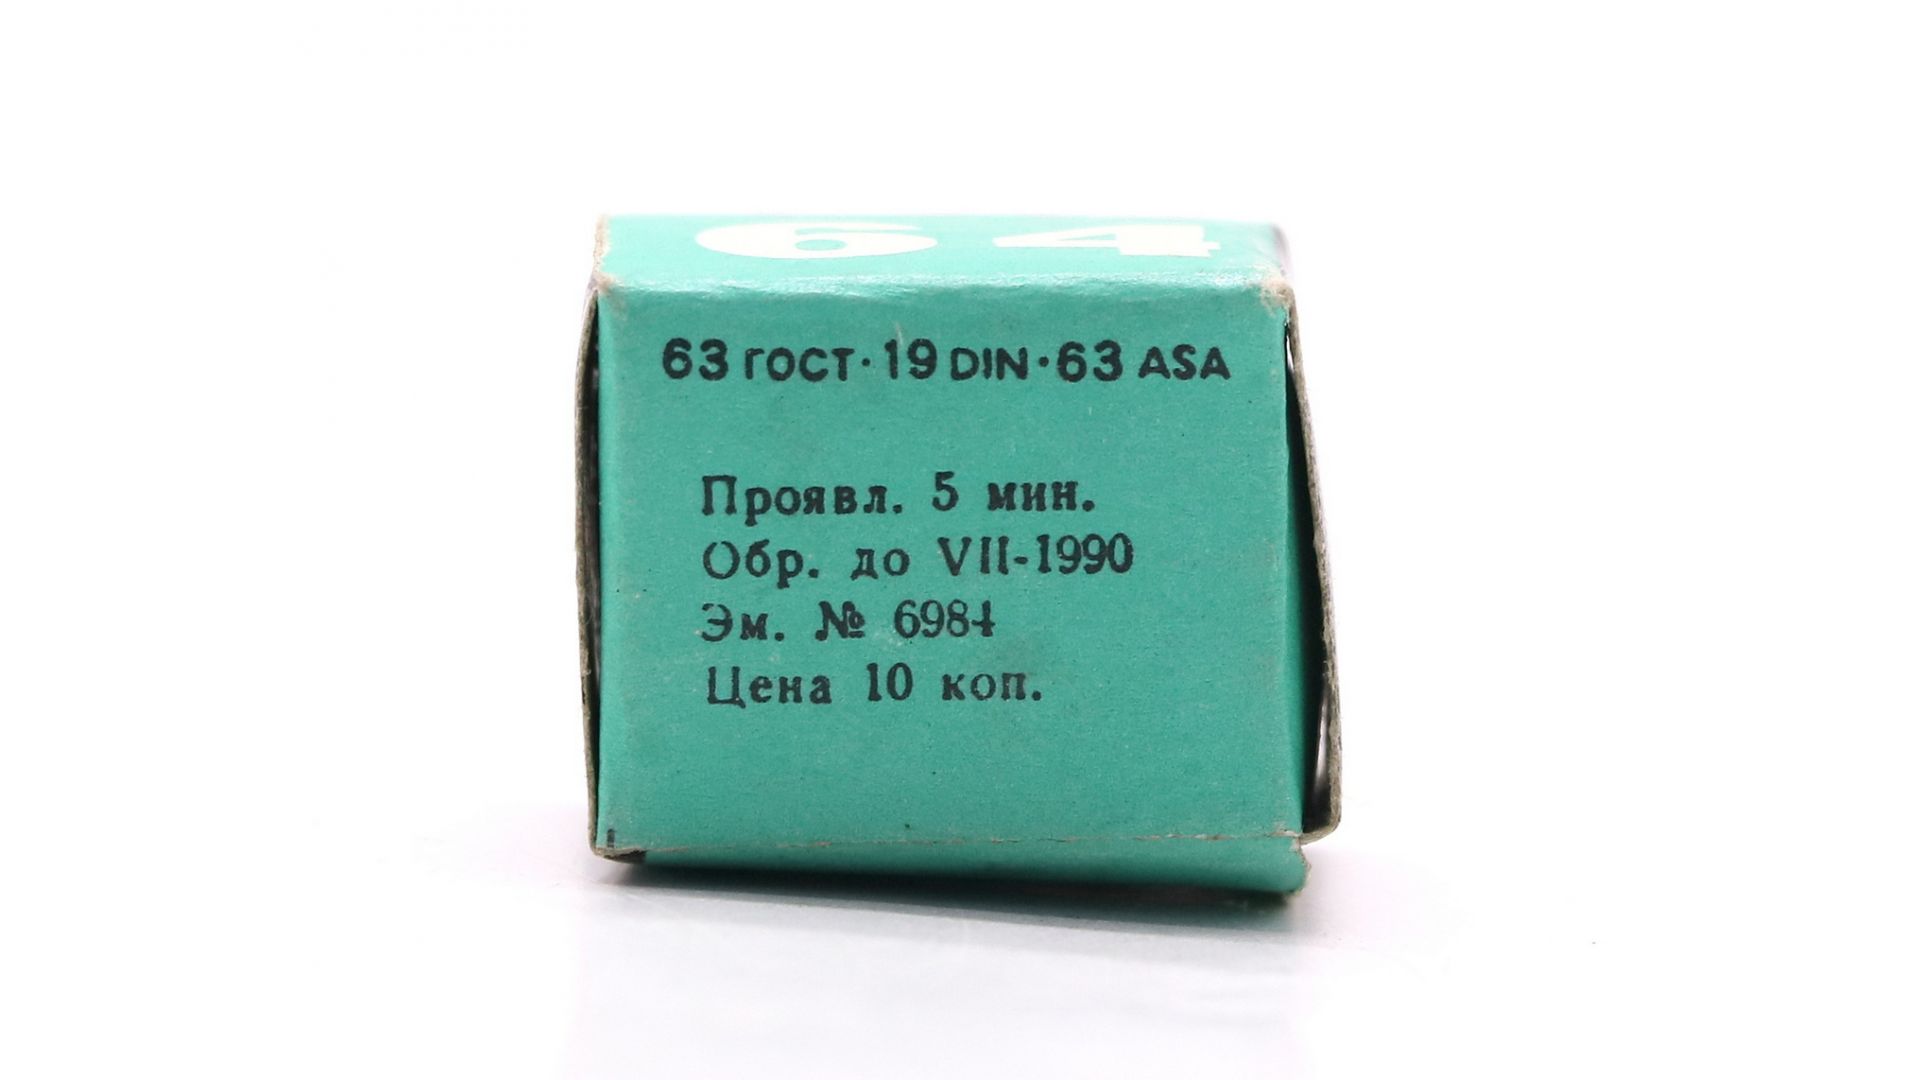 64
63 ГОСТ · 19 DIN · 63 ASA
Проявл. 5 мин.
Обр. до VII-1990
Эм. № 6984
Цена 10 коп.